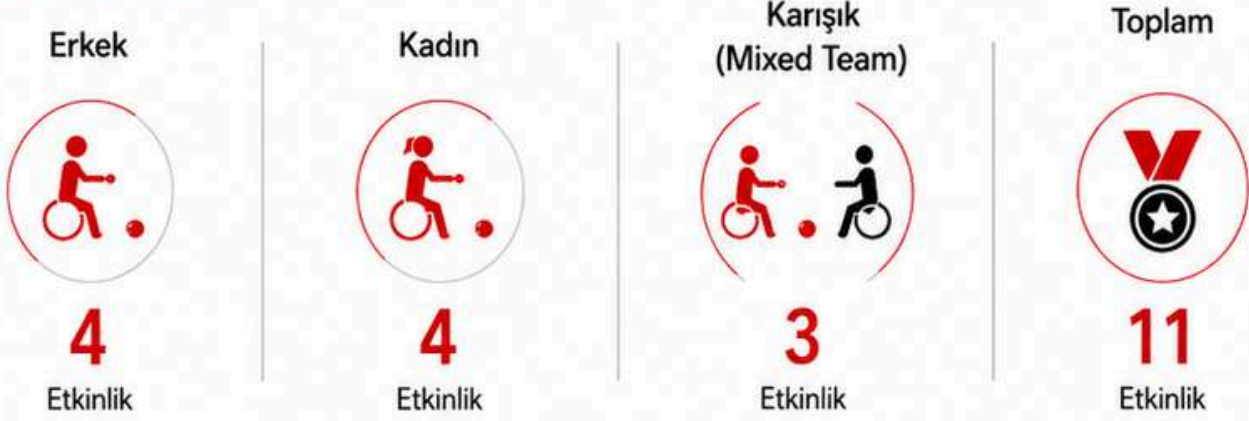 Erkek
4
Etkinlik
Kadın
4
Etkinlik
Karışık
(Mixed Team)
3
Etkinlik
Toplam
11
Etkinlik